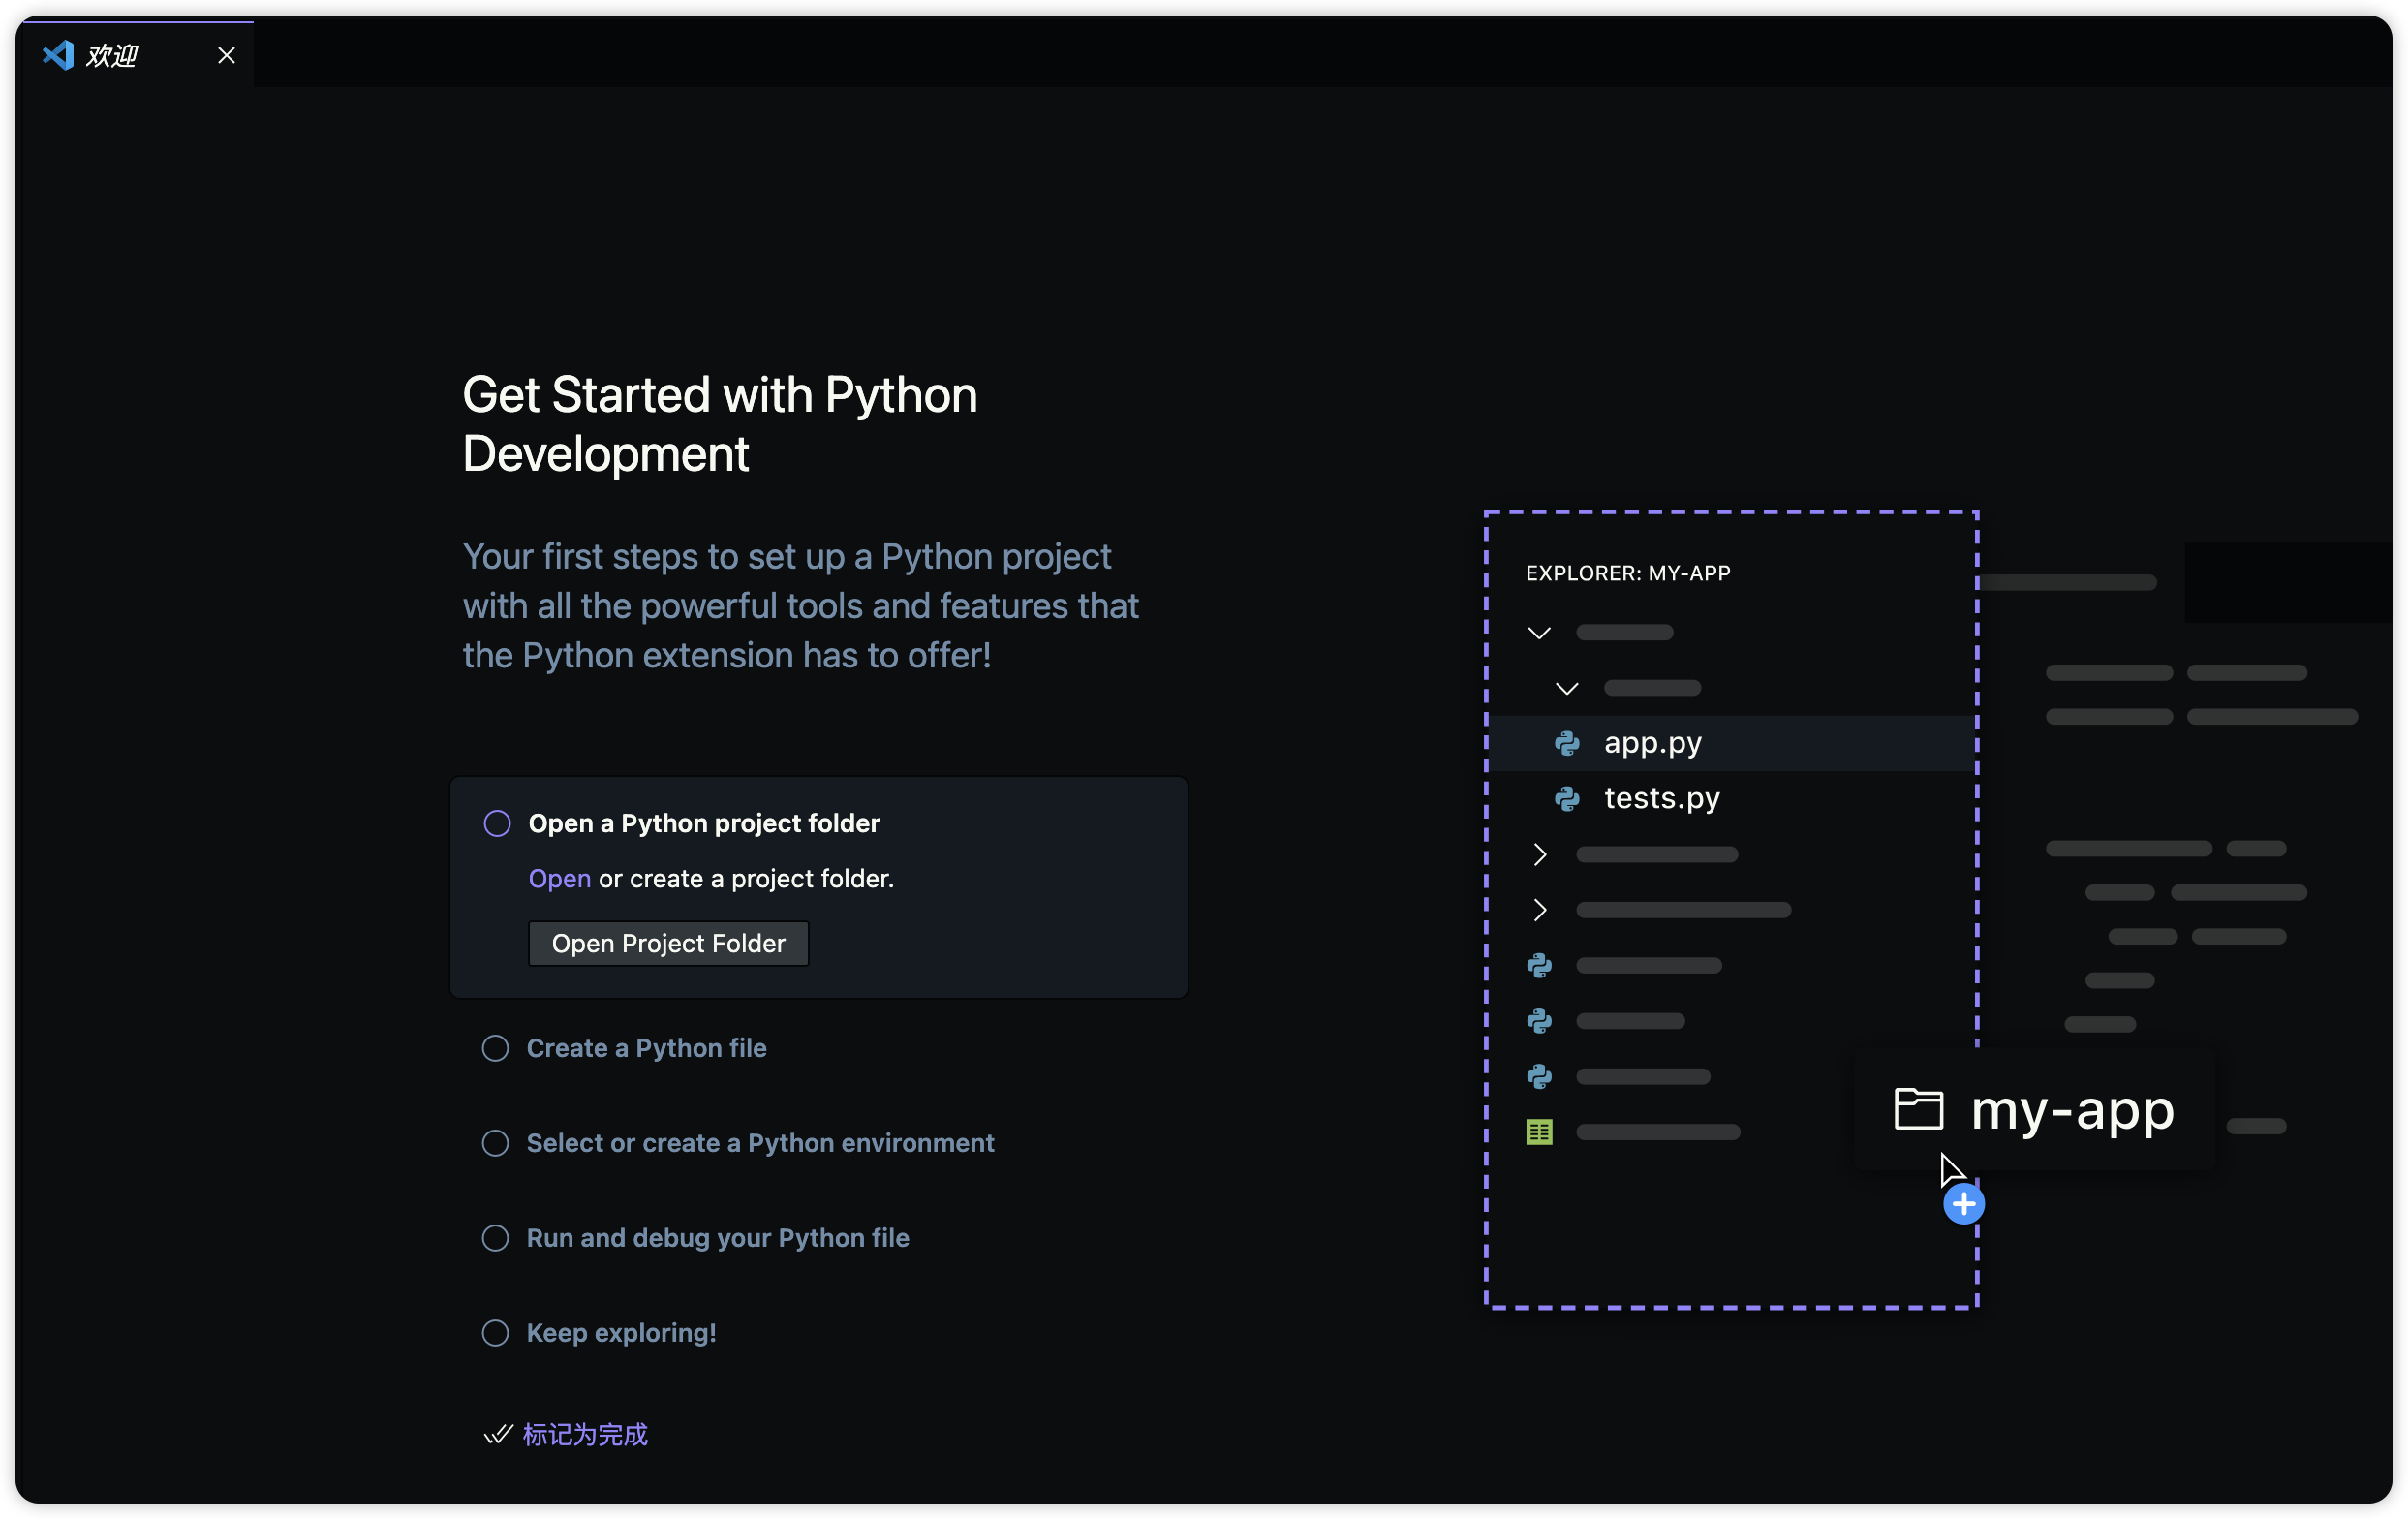 欢迎
Get Started with Python
Development
Your first steps to set up a Python project
with all the powerful tools and features that
the Python extension has to offer!
Open a Python project folder
Open or create a project folder.
Open Project Folder
Create a Python file
Select or create a Python environment
Run and debug your Python file
Keep exploring!
标记为完成
EXPLORER: MY-APP
app.py
tests.py
my-app